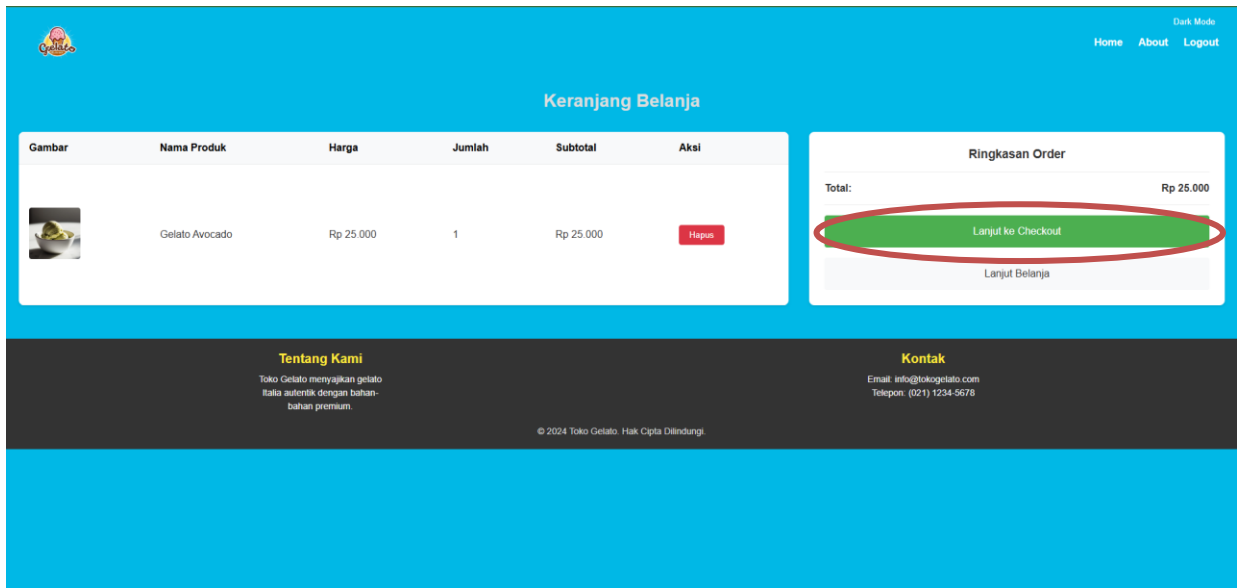 Gelato
Dark Mode
Home About Logout
Keranjang Belanja
Gambar Nama Produk Harga Jumlah Subtotal Aksi
Gelato Avocado Rp 25.000 1 Rp 25.000 Hapus
Ringkasan Order
Total: Rp 25.000
Lanjut ke Checkout
Lanjut Belanja
Tentang Kami
Toko Gelato menyajikan gelato
Italia autentik dengan bahan-
bahan premium.
Kontak
Email: info@tokogelato.com
Telepon: (021) 1234-5678
© 2024 Toko Gelato. Hak Cipta Dilindungi.